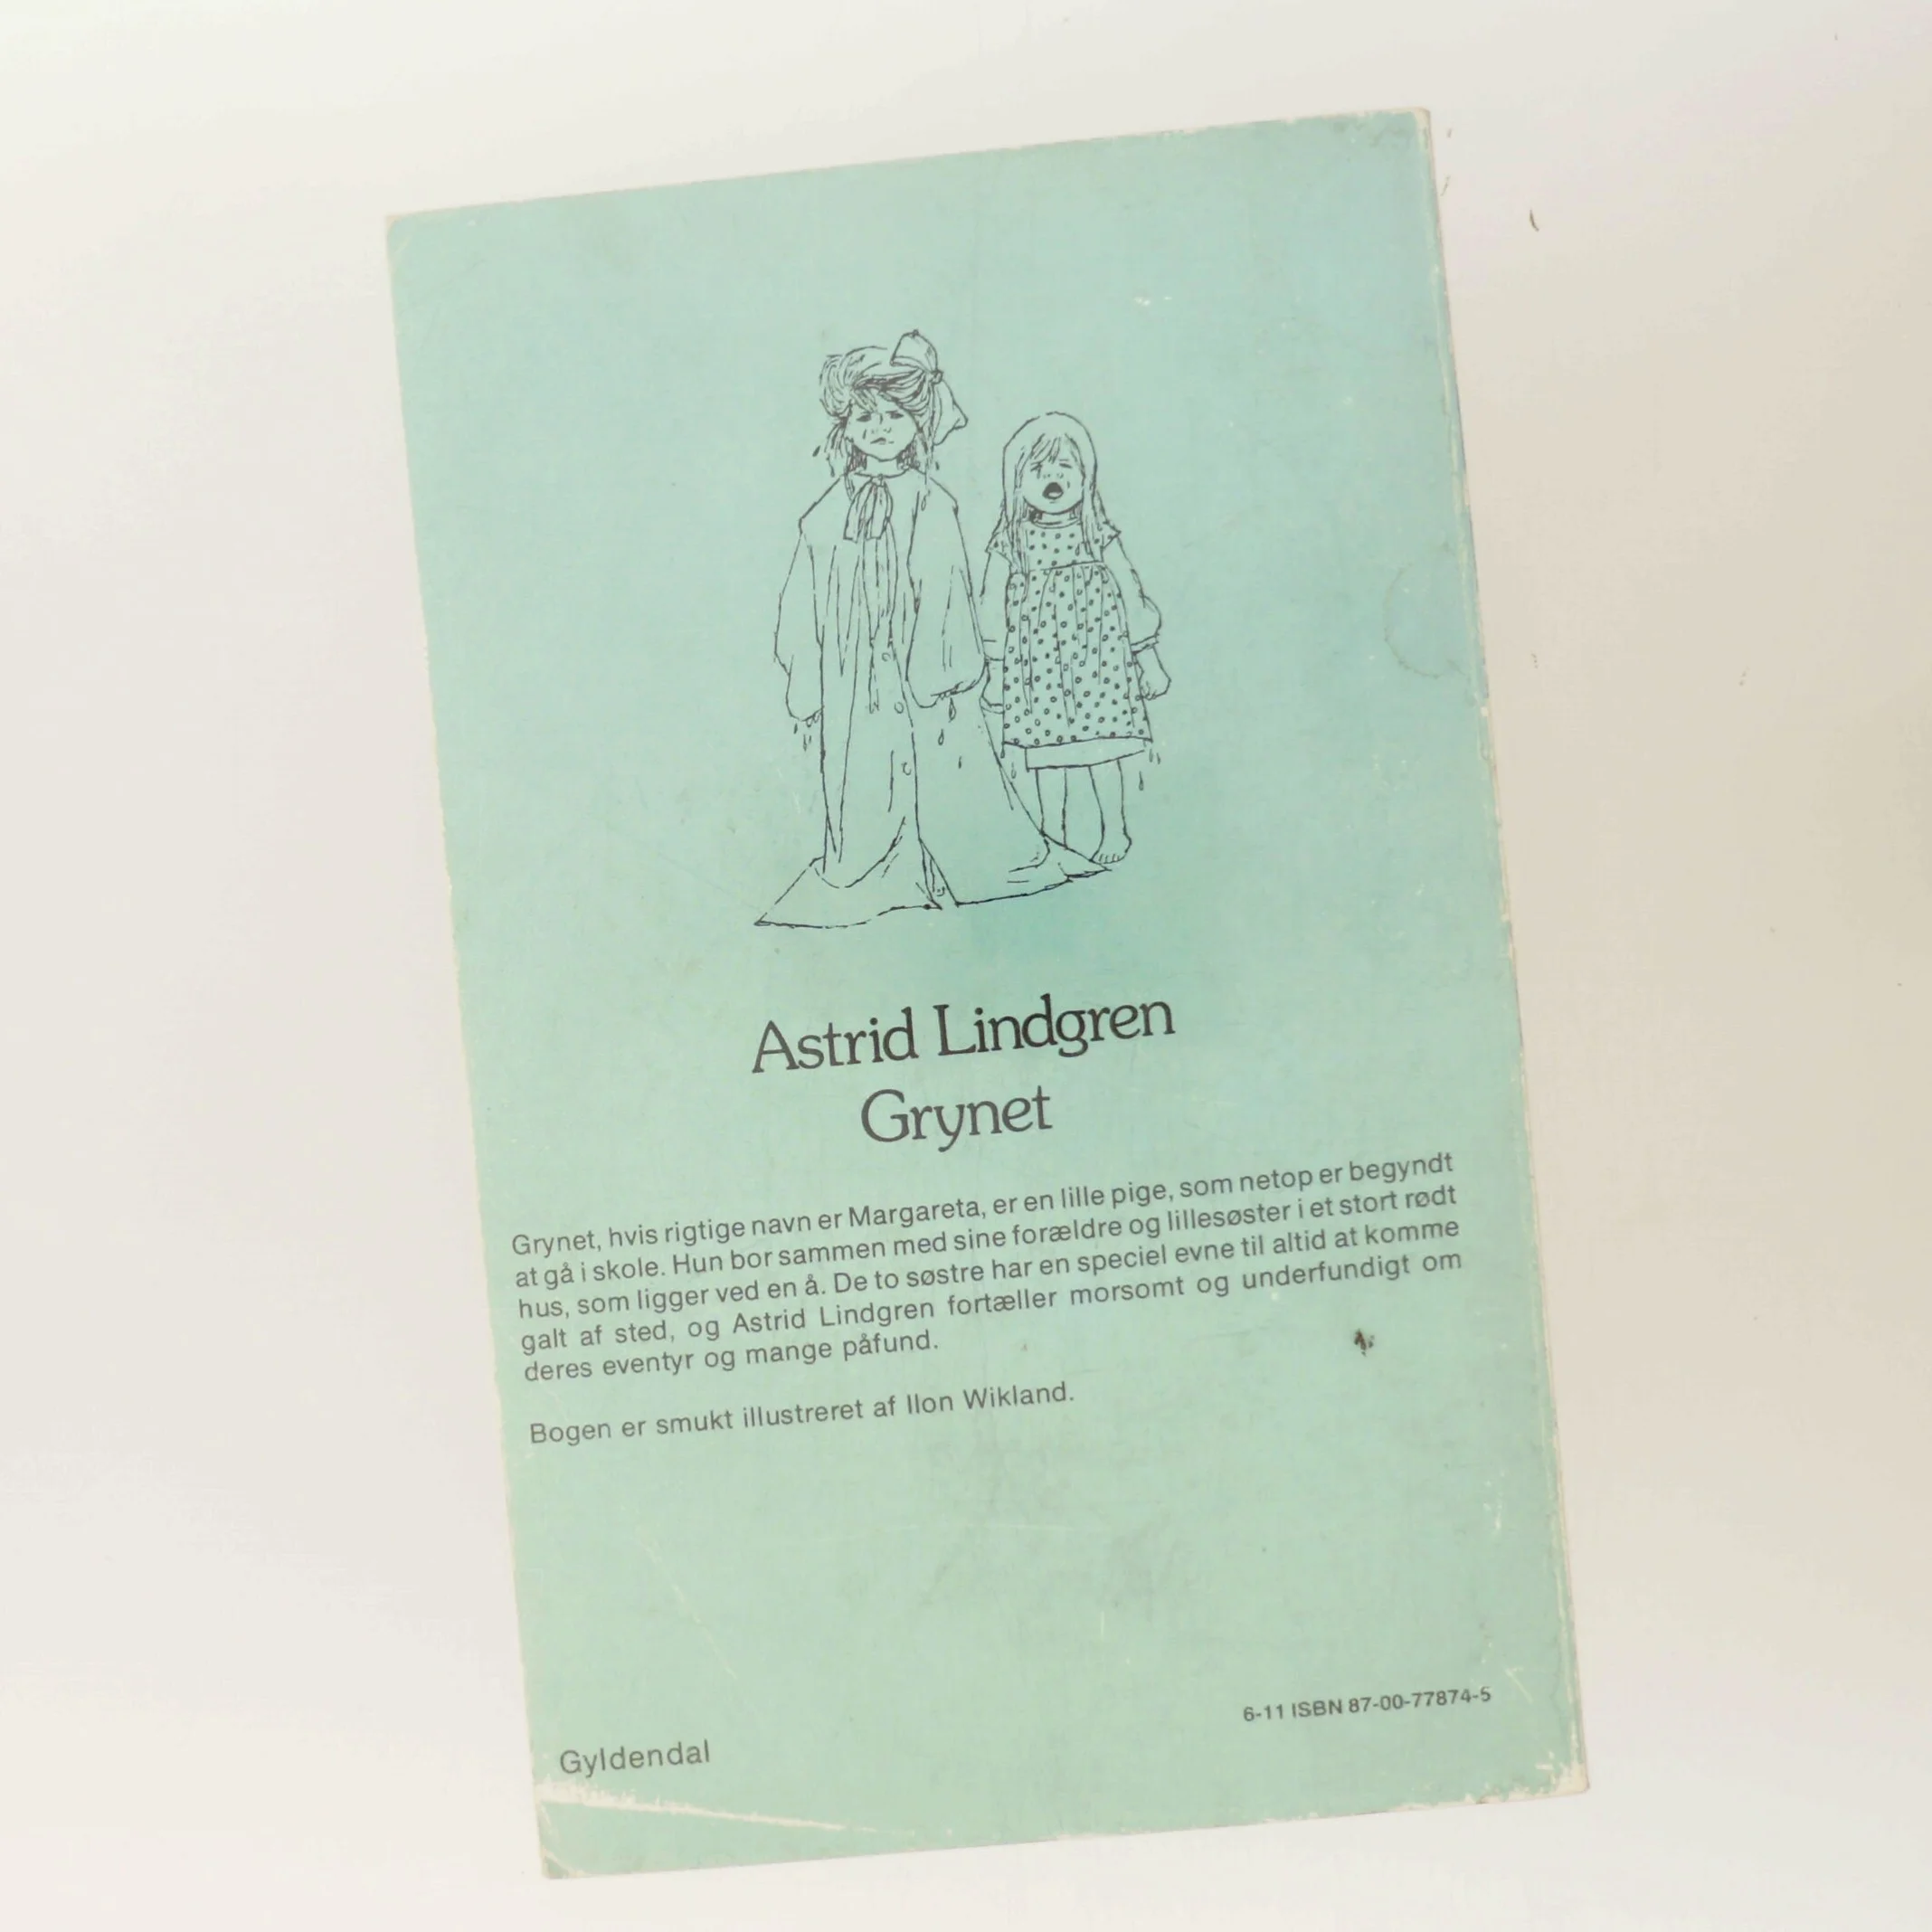 Astrid Lindgren
Grynet
Grynet, hvis rigtige navn er Margareta, er en lille pige, som netop er begyndt
at gå i skole. Hun bor sammen med sine forældre og lillesøster i et stort rødt
hus, som ligger ved en å. De to søstre har en speciel evne til altid at komme
galt af sted, og Astrid Lindgren fortæller morsomt og underfundigt om
deres eventyr og mange påfund.
Bogen er smukt illustreret af Ilon Wikland.
6-11 ISBN 87-00-77874-5
Gyldendal